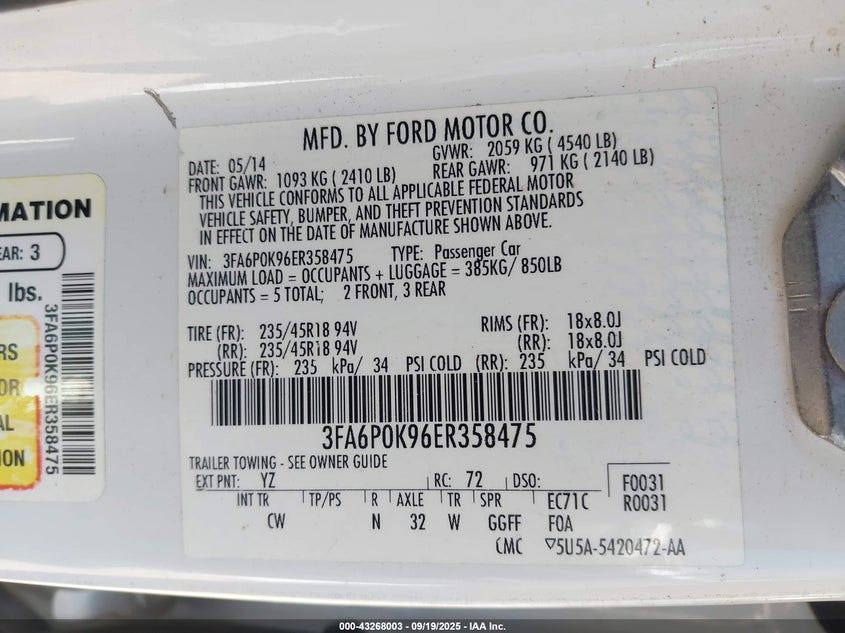 MFD. BY FORD MOTOR CO.
DATE: 05/14 GVWR: 2059 KG ( 4540 LB)
FRONT GAWR: 1093 KG ( 2410 LB) REAR GAWR: 971 KG ( 2140 LB)
THIS VEHICLE CONFORMS TO ALL APPLICABLE FEDERAL MOTOR
VEHICLE SAFETY, BUMPER, AND THEFT PREVENTION STANDARDS
IN EFFECT ON THE DATE OF MANUFACTURE SHOWN ABOVE.
VIN: 3FA6P0K96ER358475 TYPE: Passenger Car
MAXIMUM LOAD = OCCUPANTS + LUGGAGE = 385KG/ 850LB
OCCUPANTS = 5 TOTAL; 2 FRONT, 3 REAR
TIRE (FR): 235/45R18 94V RIMS (FR): 18x8.0J
(RR): 235/45R18 94V (RR): 18x8.0J
PRESSURE (FR): 235 kPa/ 34 PSI COLD (RR): 235 kPa/ 34 PSI COLD
3FA6P0K96ER358475
TRAILER TOWING - SEE OWNER GUIDE
EXT PNT: YZ RC: 72 DSO: F0031
INT TR TP/PS R AXLE TR SPR EC71C R0031
CW N 32 W GGFF FOA
CMC ▽5U5A-5420472-AA
MATION
EAR: 3
lbs.
RS
OR
AL
ION
3FA6P0K96ER358475
000-43268003 - 09/19/2025 - IAA Inc.